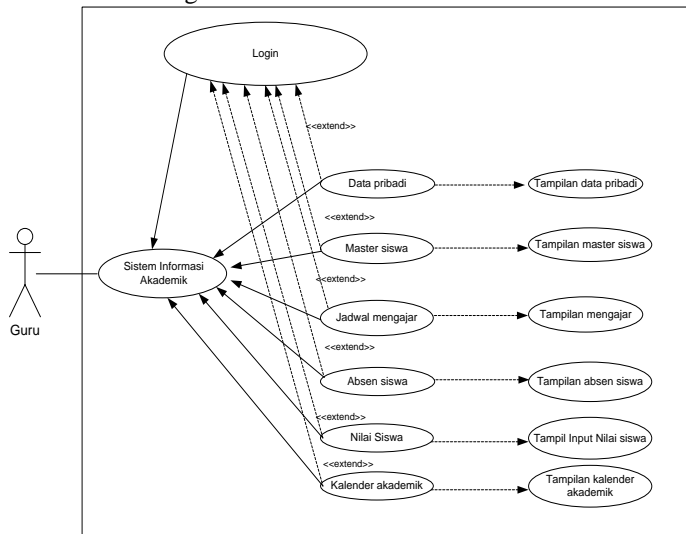 Login
<<extend>>
Data pribadi
Tampilan data pribadi
<<extend>>
Master siswa
Tampilan master siswa
Sistem Informasi
Akademik
<<extend>>
Guru
Jadwal mengajar
Tampilan mengajar
<<extend>>
Absen siswa
Tampilan absen siswa
<<extend>>
Nilai Siswa
Tampil Input Nilai siswa
<<extend>>
Kalender akademik
Tampilan kalender
akademik